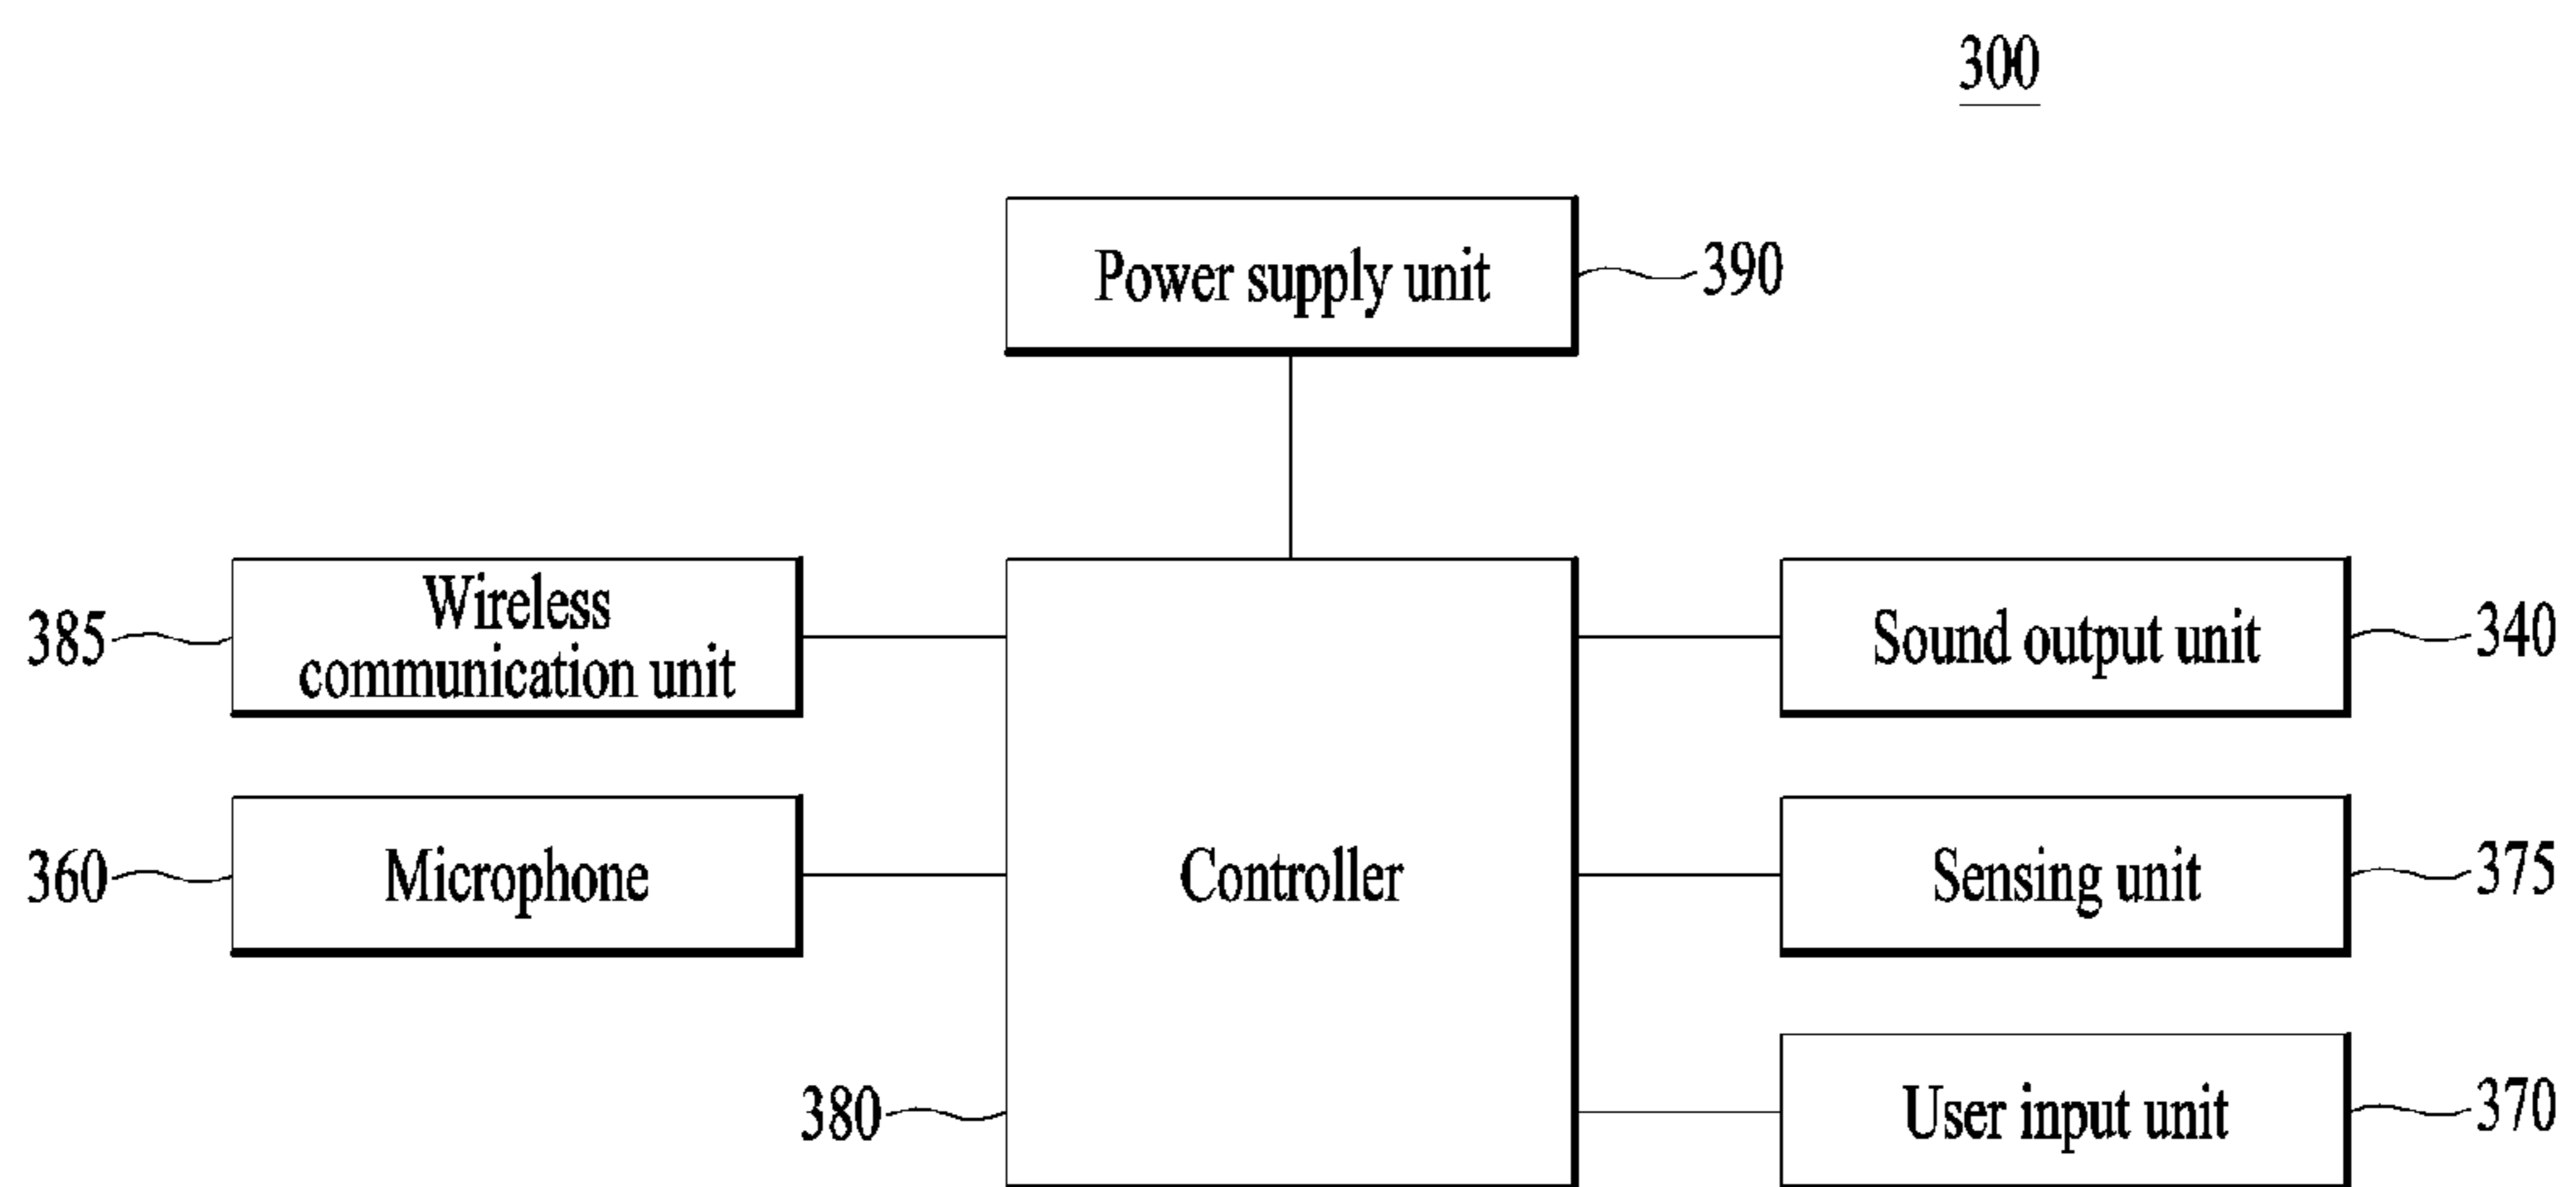 300
Power supply unit
390
385
Wireless
communication unit
Sound output unit
340
360
Microphone
Controller
Sensing unit
375
380
User input unit
370